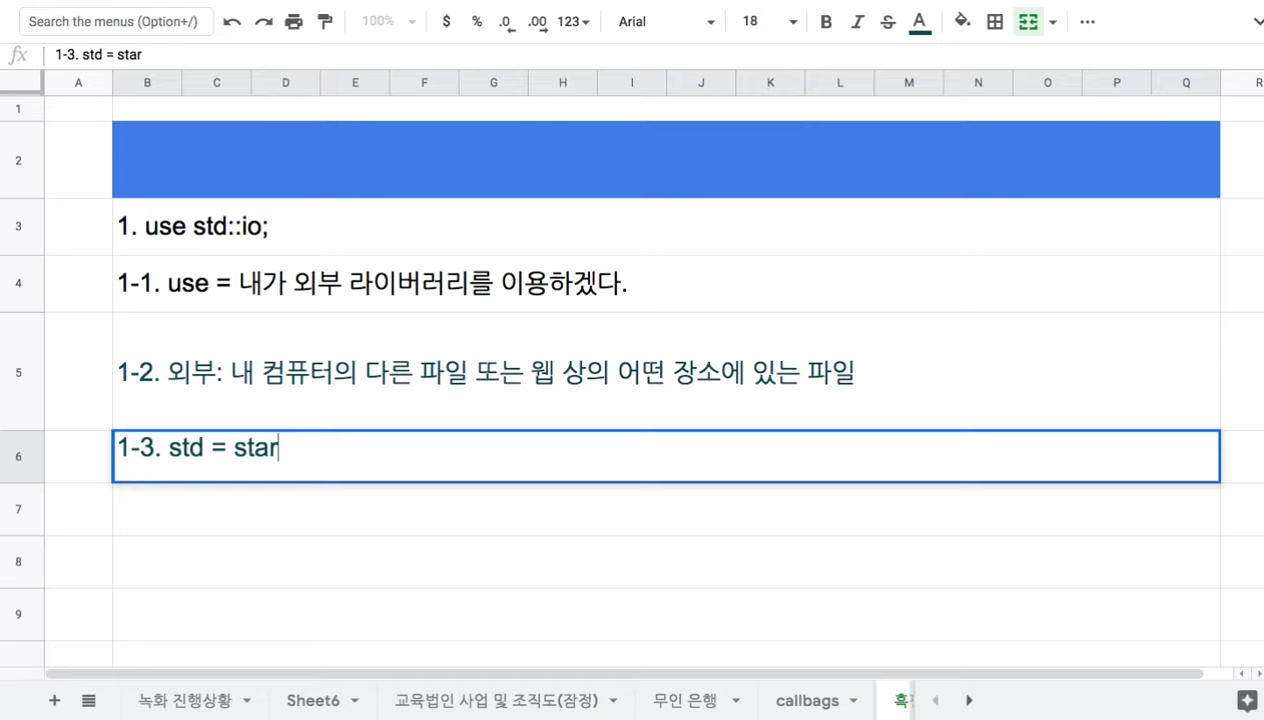 Search the menus (Option+/)
100%
$ % .0 .00 123
Arial
18
B I S A
fx 1-3. std = star
A B C D E F G H I J K L M N O P Q R
1
2
3 1. use std::io;
4 1-1. use = 내가 외부 라이버러리를 이용하겠다.
5 1-2. 외부: 내 컴퓨터의 다른 파일 또는 웹 상의 어떤 장소에 있는 파일
6 1-3. std = star
7
8
9
녹화 진행상황 Sheet6 교육법인 사업 및 조직도(잠정) 무인 은행 callbags